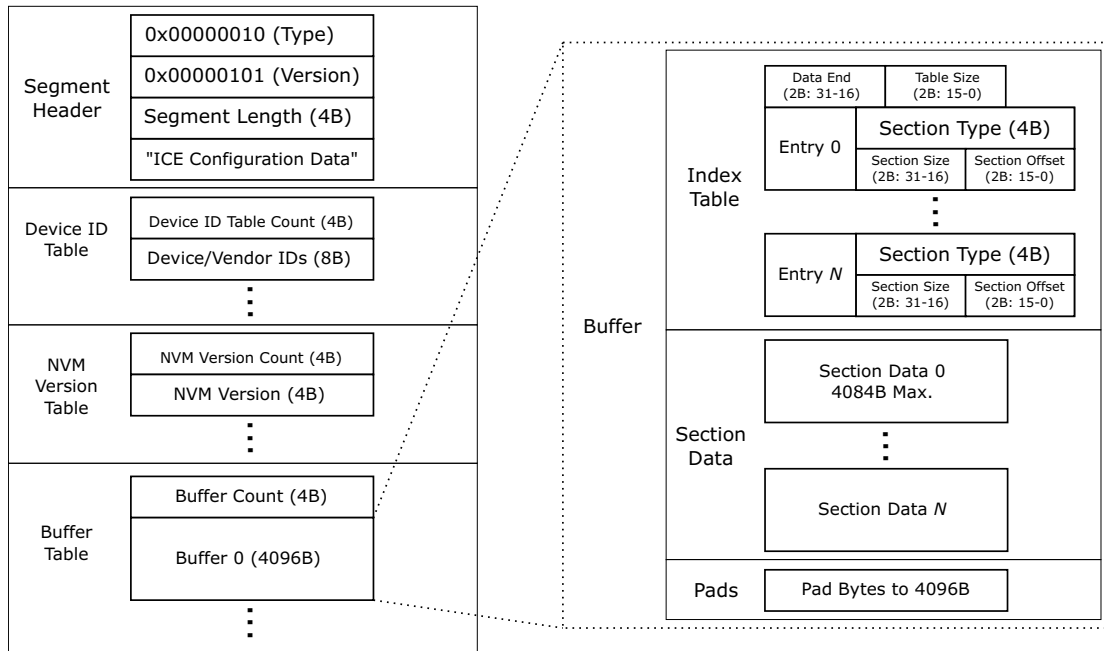 Segment
Header
0x00000010 (Type)
0x00000101 (Version)
Segment Length (4B)
"ICE Configuration Data"
Device ID
Table
Device ID Table Count (4B)
Device/Vendor IDs (8B)
NVM
Version
Table
NVM Version Count (4B)
NVM Version (4B)
Buffer
Table
Buffer Count (4B)
Buffer 0 (4096B)
Buffer
Index
Table
Data End
(2B: 31-16)
Table Size
(2B: 15-0)
Entry 0
Section Type (4B)
Section Size
(2B: 31-16)
Section Offset
(2B: 15-0)
Entry N
Section Type (4B)
Section Size
(2B: 31-16)
Section Offset
(2B: 15-0)
Section
Data
Section Data 0
4084B Max.
Section Data N
Pads
Pad Bytes to 4096B